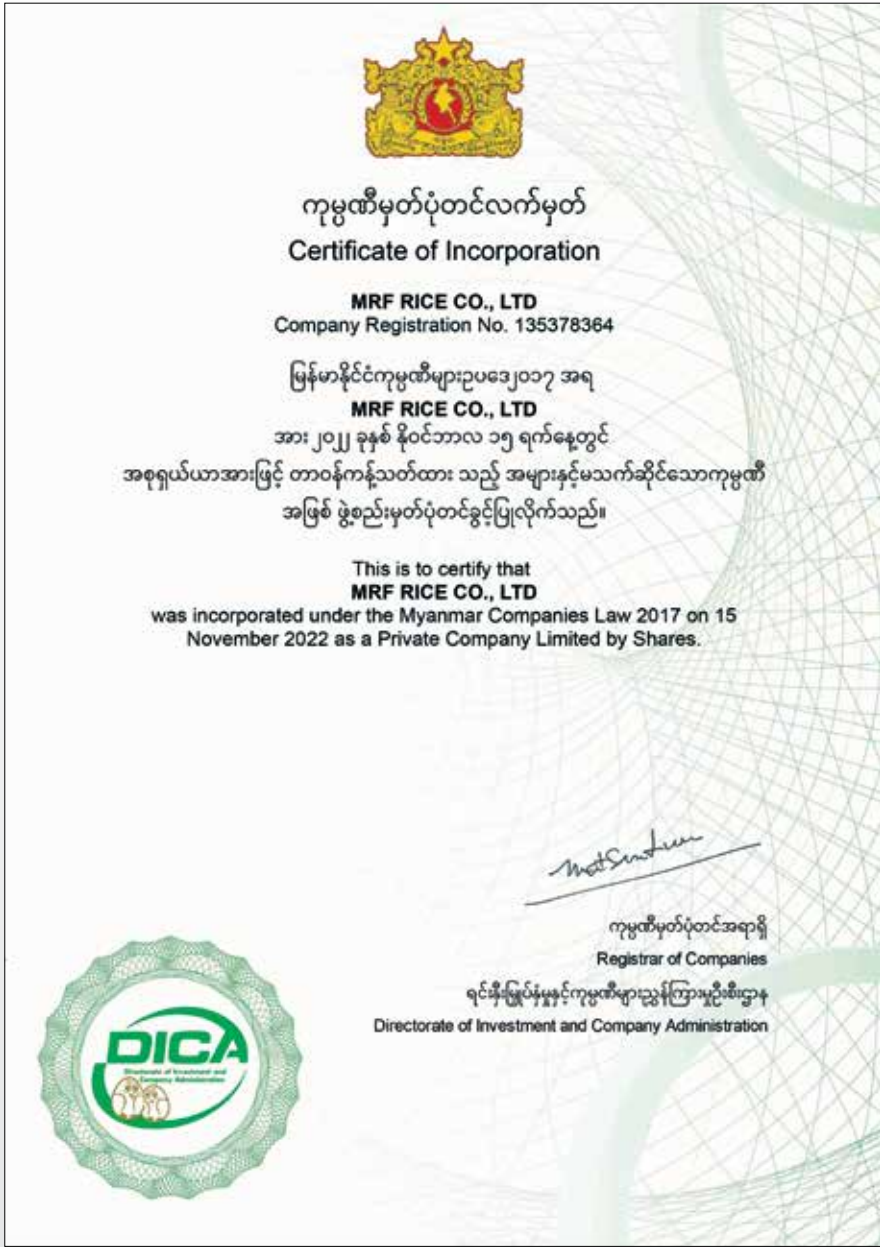 ကုမ္ပဏီမှတ်ပုံတင်လက်မှတ်
Certificate of Incorporation
MRF RICE CO., LTD
Company Registration No. 135378364
မြန်မာနိုင်ငံကုမ္ပဏီများဥပဒေ၂၀၁၇ အရ
MRF RICE CO., LTD
အား ၂၀၂၂ ခုနှစ် နိုဝင်ဘာလ ၁၅ ရက်နေ့တွင်
အစုရှယ်ယာအားဖြင့် တာဝန်ကန့်သတ်ထား သည့် အများနှင့်မသက်ဆိုင်သောကုမ္ပဏီ
အဖြစ် ဖွဲ့စည်းမှတ်ပုံတင်ခွင့်ပြုလိုက်သည်။
This is to certify that
MRF RICE CO., LTD
was incorporated under the Myanmar Companies Law 2017 on 15
November 2022 as a Private Company Limited by Shares.
ကုမ္ပဏီမှတ်ပုံတင်အရာရှိ
Registrar of Companies
ရင်းနှီးမြှုပ်နှံမှုနှင့်ကုမ္ပဏီများညွှန်ကြားမှုဦးစီးဌာန
Directorate of Investment and Company Administration
DICA
Directorate of Investment and
Company Administration